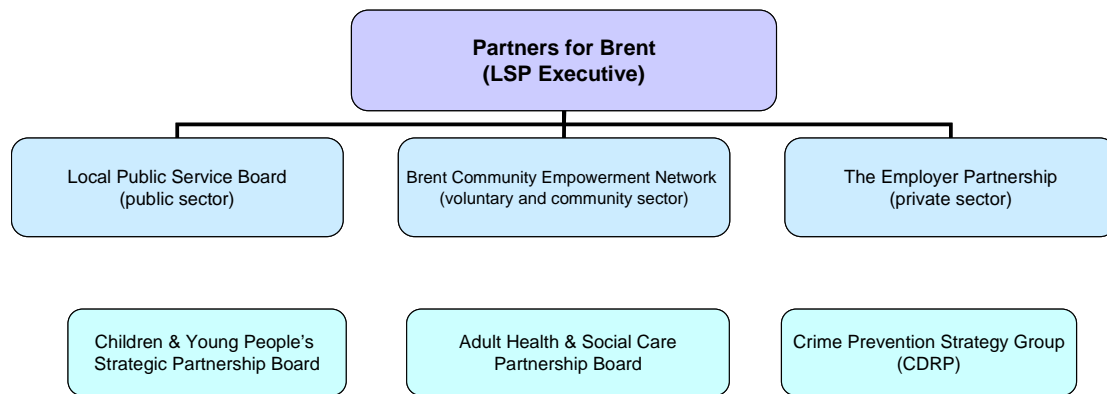 Partners for Brent
(LSP Executive)
Local Public Service Board
(public sector)
Brent Community Empowerment Network
(voluntary and community sector)
The Employer Partnership
(private sector)
Children & Young People’s
Strategic Partnership Board
Adult Health & Social Care
Partnership Board
Crime Prevention Strategy Group
(CDRP)